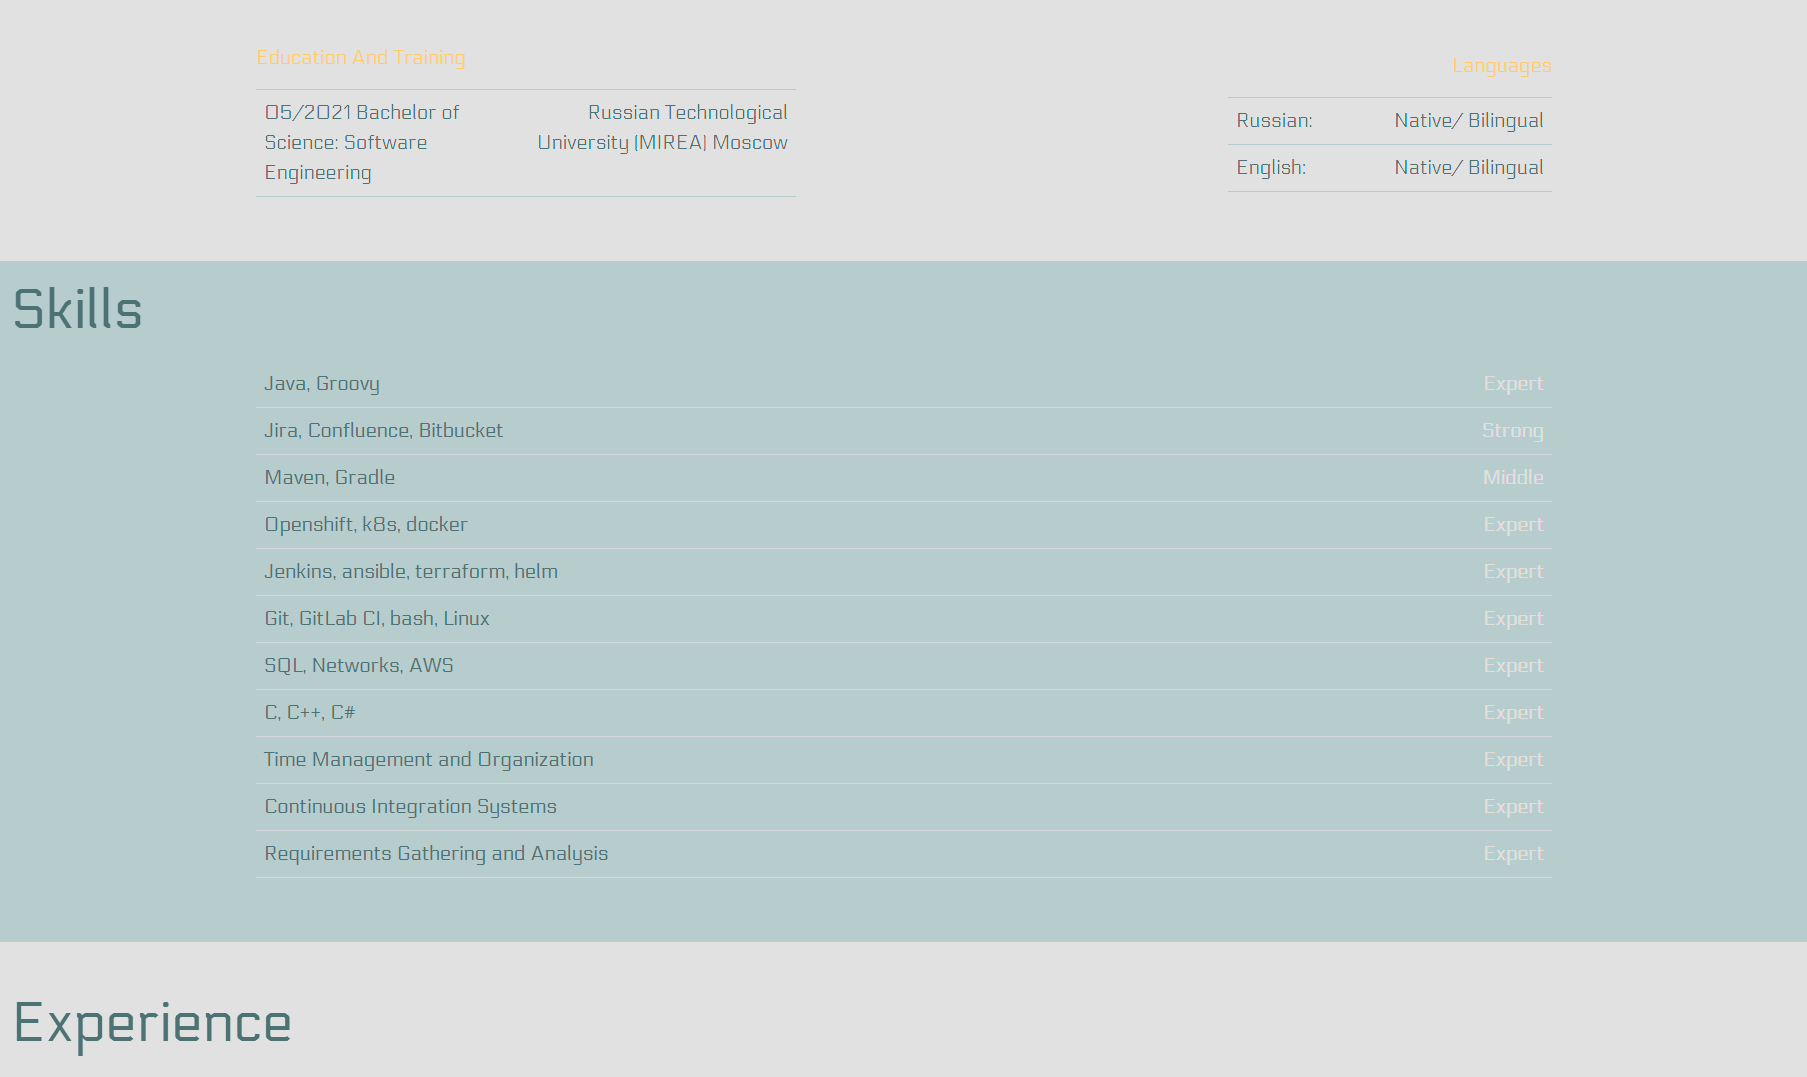 Education And Training
05/2021 Bachelor of
Science: Software
Engineering
Russian Technological
University (MIREA) Moscow
Languages
Russian: Native/ Bilingual
English: Native/ Bilingual
Skills
Java, Groovy Expert
Jira, Confluence, Bitbucket Strong
Maven, Gradle Middle
Openshift, k8s, docker Expert
Jenkins, ansible, terraform, helm Expert
Git, GitLab CI, bash, Linux Expert
SQL, Networks, AWS Expert
C, C++, C# Expert
Time Management and Organization Expert
Continuous Integration Systems Expert
Requirements Gathering and Analysis Expert
Experience